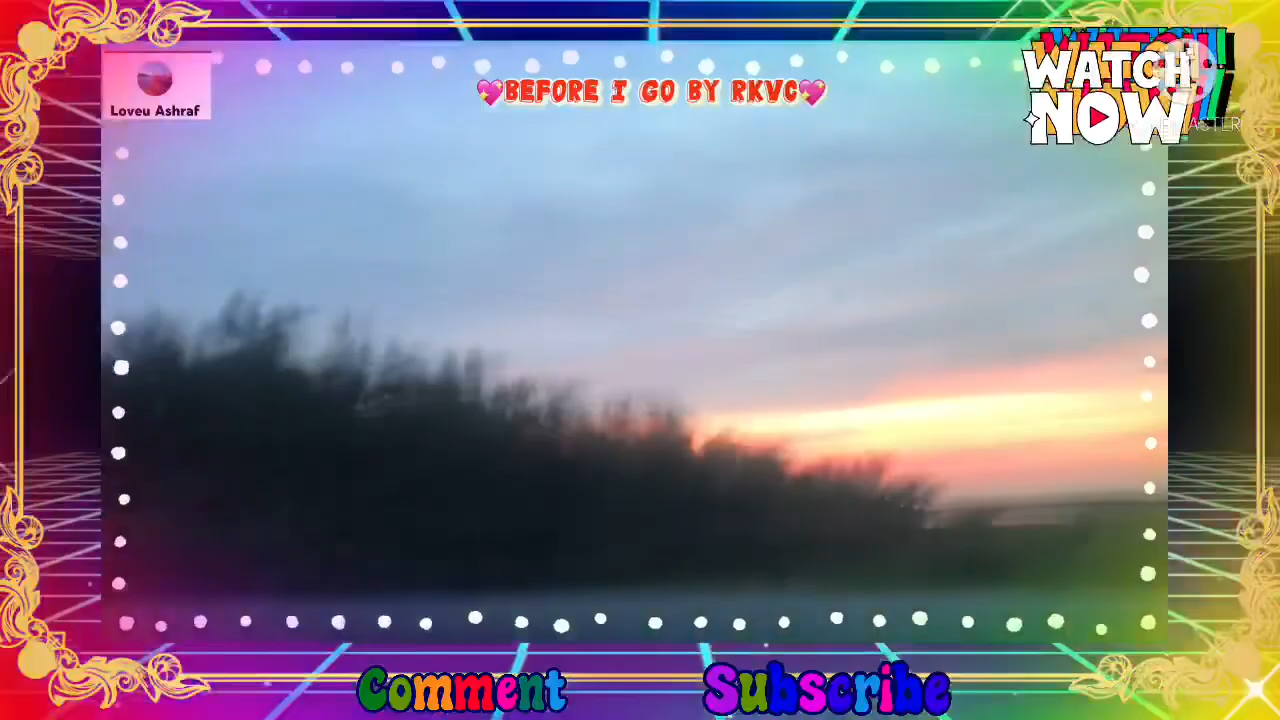 Loveu Ashraf
💖BEFORE I GO BY RKVC💖
WATCH
NOW
Comment
Subscribe